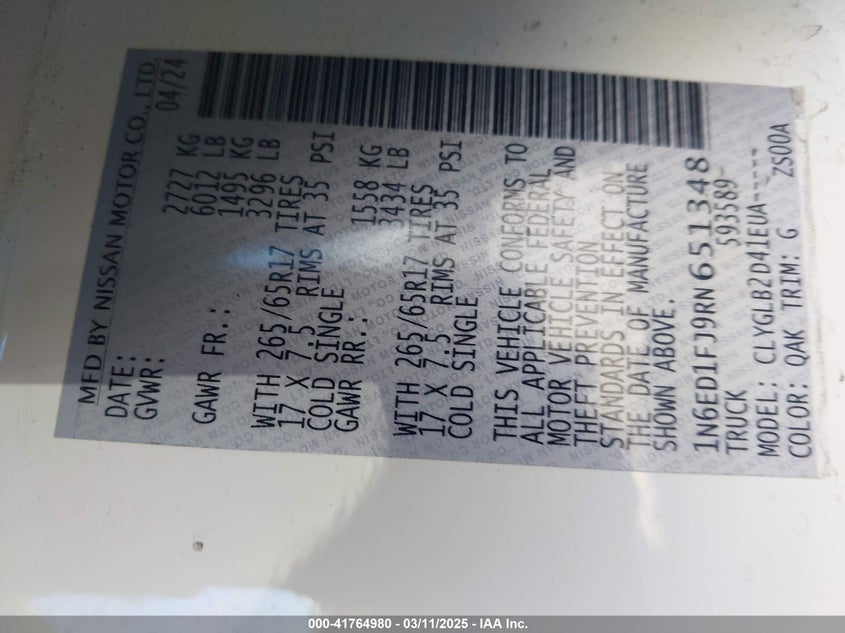 MFD BY NISSAN MOTOR CO., LTD.
DATE: 04/24
GVWR: 2727 KG
6012 LB
GAWR FR.: 1495 KG
3296 LB
WITH 265/65R17 TIRES
17 X 7.5 RIMS AT 35 PSI
COLD SINGLE
GAWR RR.: 1558 KG
3434 LB
WITH 265/65R17 TIRES
17 X 7.5 RIMS AT 35 PSI
COLD SINGLE
THIS VEHICLE CONFORMS TO
ALL APPLICABLE FEDERAL
MOTOR VEHICLE SAFETY AND
THEFT PREVENTION
STANDARDS IN EFFECT ON
THE DATE OF MANUFACTURE
SHOWN ABOVE.
1N6ED1FJ9RN651348
TRUCK 593589
MODEL: CLYGLB2D41EUA-----
COLOR: QAK TRIM: G ZS00A
00-41764980 - 03/11/2025 - IAA Inc.